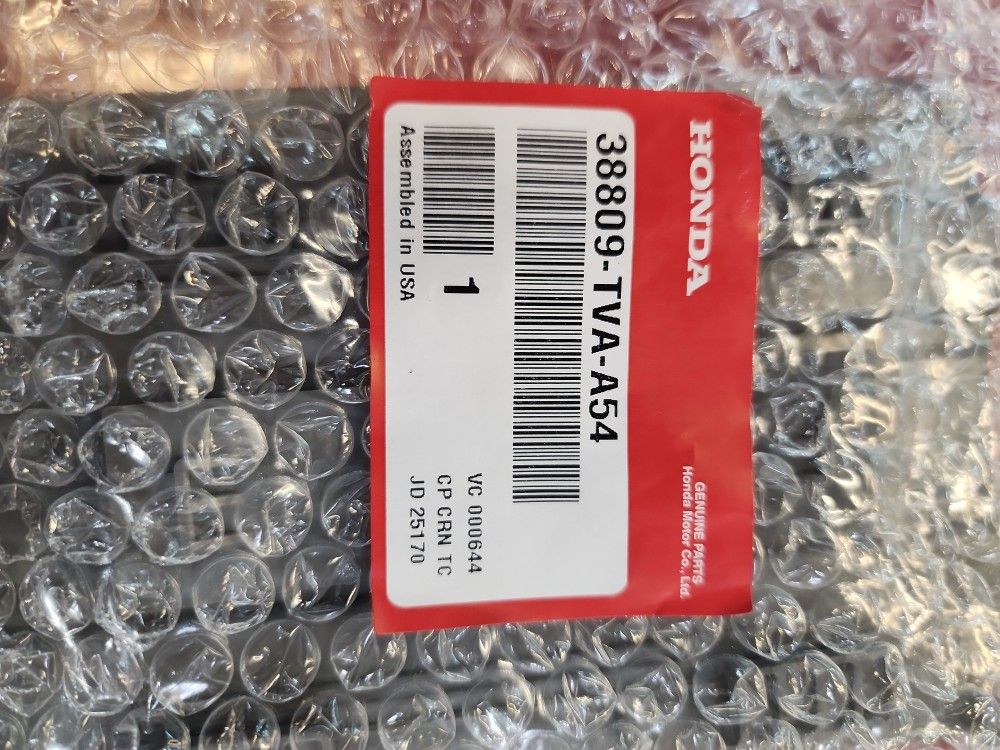 HONDA
GENUINE PARTS
Honda Motor Co., Ltd.
38809-TVA-A54
1
Assembled in USA
VC 000644
CP CRN TC
JD 25170